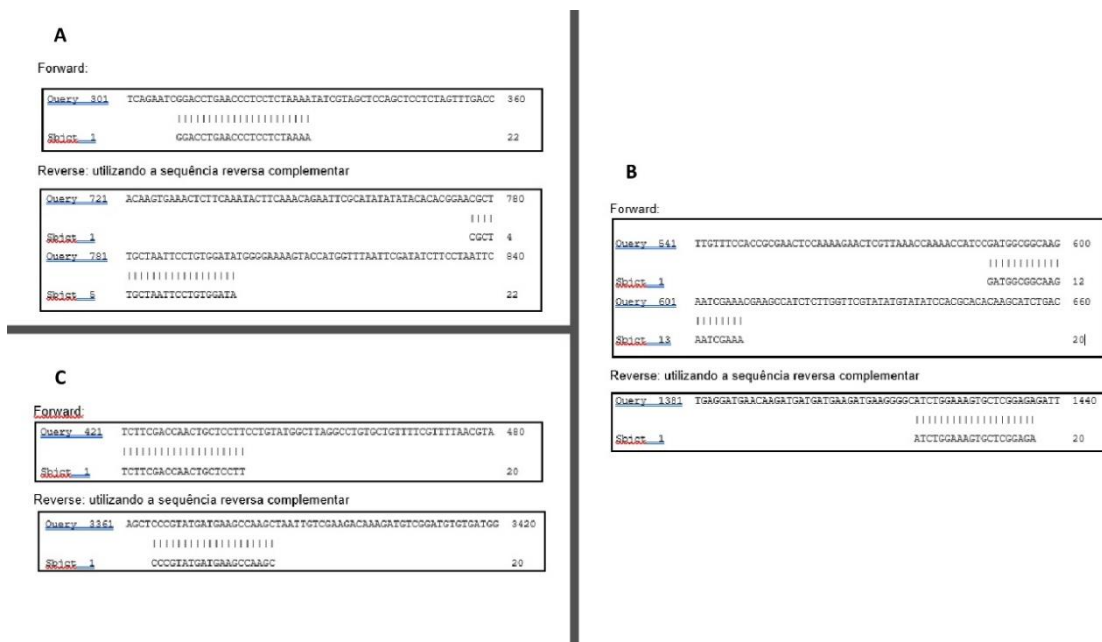 A
Forward:
Query 301 TCAGAATCGGACCTGAACCCTCCTCTAAAATATCGTAGCTCCAGCTCCTCTAGTTTGACC 360
||||||||||||||||||||||
Sbjct 1 GGACCTGAACCCTCCTCTAAAA 22
Reverse: utilizando a sequência reversa complementar
Query 721 ACAAGTGAAACTCTTCAAATACTTCAAACAGAATTCGCATATATATACACACGGAACGCT 780
||||
Sbjct 1 CGCT 4
Query 781 TGCTAATTCCTGTGGATATGGGGAAAAGTACCATGGTTTAATTCGATATCTTCCTAATTC 840
||||||||||||||||||
Sbjct 5 TGCTAATTCCTGTGGATA 22
C
Forward:
Query 421 TCTTCGACCAACTGCTCCTTCCTGTATGGCTTAGGCCTGTGCTGTTTTCGTTTTAACGTA 480
||||||||||||||||||||
Sbjct 1 TCTTCGACCAACTGCTCCTT 20
Reverse: utilizando a sequência reversa complementar
Query 3361 AGCTCCCGTATGATGAAGCCAAGCTAATTGTCGAAGACAAAGATGTCGGATGTGTGATGG 3420
||||||||||||||||||||
Sbjct 1 CCCGTATGATGAAGCCAAGC 20
B
Forward:
Query 541 TTGTTTCCACCGCGAACTCCAAAAGAACTCGTTAAACCAAAACCATCCGATGGCGGCAAG 600
||||||||||||
Sbjct 1 GATGGCGGCAAG 12
Query 601 AATCGAAACGAAGCCATCTCTTGGTTCGTATATGTATATCCACGCACACAAGCATCTGAC 660
||||||||
Sbjct 13 AATCGAAA 20
Reverse: utilizando a sequência reversa complementar
Query 1381 TGAGGATGAACAAGATGATGATGAAGATGAAGGGGCATCTGGAAAGTGCTCGGAGAGATT 1440
||||||||||||||||||||
Sbjct 1 ATCTGGAAAGTGCTCGGAGA 20